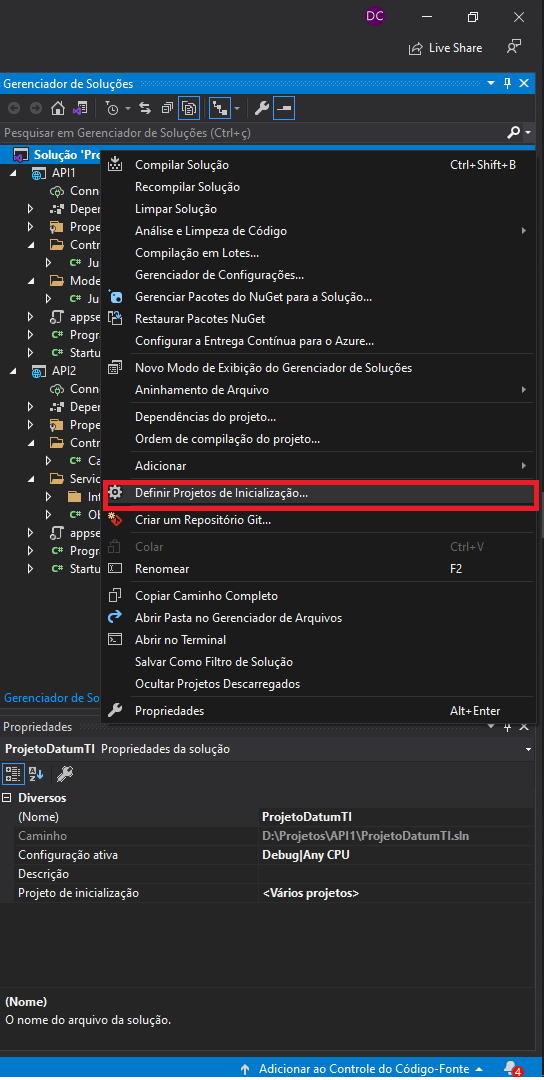 DC
Live Share
Gerenciador de Soluções
Pesquisar em Gerenciador de Soluções (Ctrl+ç)
Solução 'Pro
API1
Conn
Depen
Prope
Contr
C# Ju
Mode
C# Ju
appse
C# Progr
C# Startu
API2
Conn
Depen
Prope
Contr
C# Ca
Servic
Int
C# Ob
appse
C# Progr
C# Startu
Compilar Solução Ctrl+Shift+B
Recompilar Solução
Limpar Solução
Análise e Limpeza de Código
Compilação em Lotes...
Gerenciador de Configurações...
Gerenciar Pacotes do NuGet para a Solução...
Restaurar Pacotes NuGet
Configurar a Entrega Contínua para o Azure...
Novo Modo de Exibição do Gerenciador de Soluções
Aninhamento de Arquivo
Dependências do projeto...
Ordem de compilação do projeto...
Adicionar
Definir Projetos de Inicialização...
Criar um Repositório Git...
Colar Ctrl+V
Renomear F2
Copiar Caminho Completo
Abrir Pasta no Gerenciador de Arquivos
Abrir no Terminal
Salvar Como Filtro de Solução
Ocultar Projetos Descarregados
Propriedades Alt+Enter
Gerenciador de So
Propriedades
ProjetoDatumTI Propriedades da solução
Diversos
(Nome) ProjetoDatumTI
Caminho D:\Projetos\API1\ProjetoDatumTI.sln
Configuração ativa Debug|Any CPU
Descrição
Projeto de inicialização <Vários projetos>
(Nome)
O nome do arquivo da solução.
Adicionar ao Controle do Código-Fonte
4